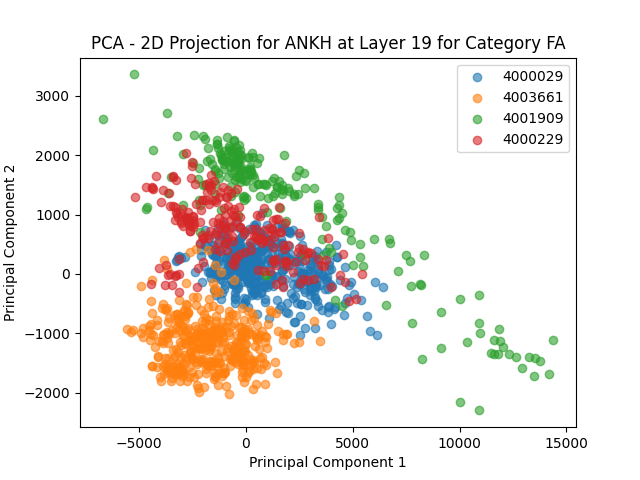 PCA - 2D Projection for ANKH at Layer 19 for Category FA
4000029
4003661
4001909
4000229
3000
2000
1000
0
−1000
−2000
Principal Component 2
−5000 0 5000 10000 15000
Principal Component 1